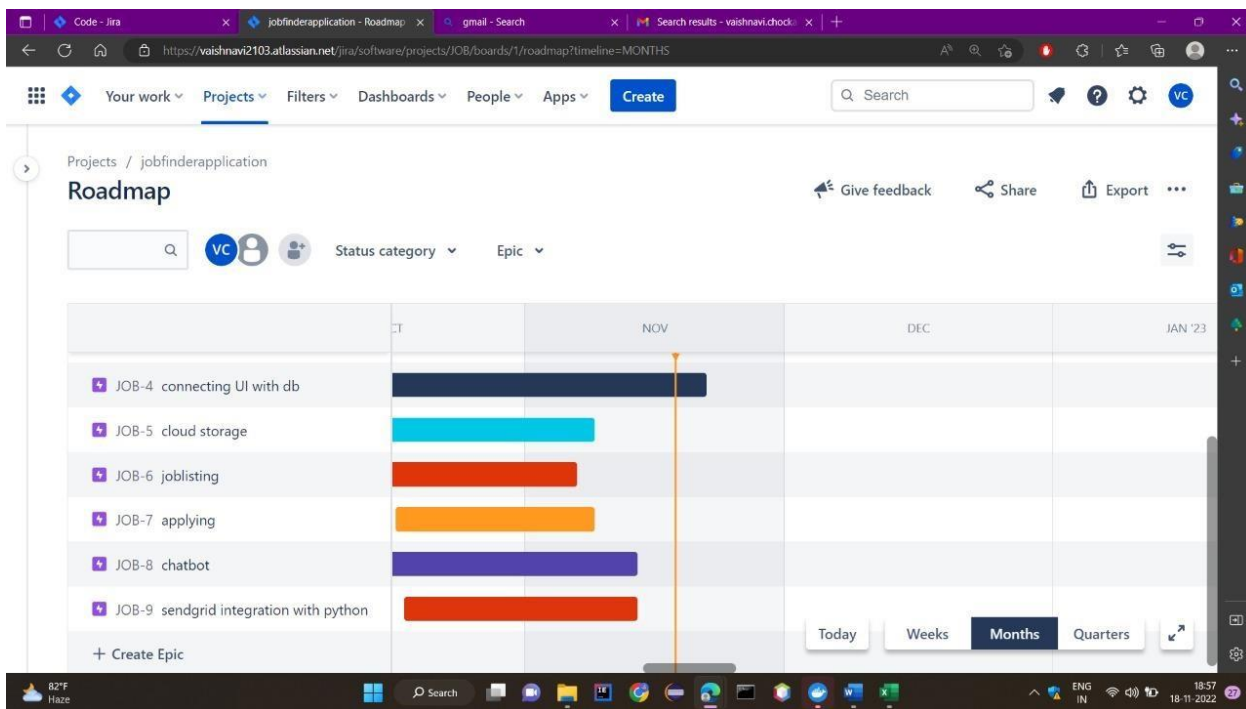 Code - Jira
jobfinderapplication - Roadmap
gmail - Search
Search results - vaishnavi.chocka
https://vaishnavi2103.atlassian.net/jira/software/projects/JOB/boards/1/roadmap?timeline=MONTHS
Your work Projects Filters Dashboards People Apps Create Search VC
Projects / jobfinderapplication
Roadmap
Give feedback Share Export
VC Status category Epic
CT NOV DEC JAN '23
JOB-4 connecting UI with db
JOB-5 cloud storage
JOB-6 joblisting
JOB-7 applying
JOB-8 chatbot
JOB-9 sendgrid integration with python
Today Weeks Months Quarters
+ Create Epic
82°F
Haze
Search
ENG
IN
18:57
18-11-2022
27